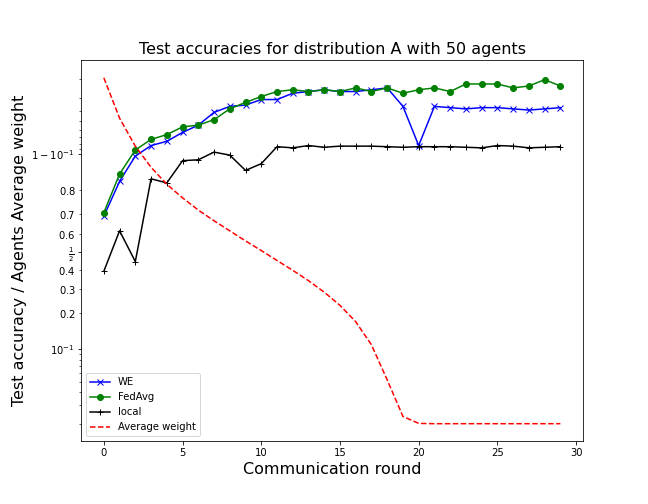 Test accuracies for distribution A with 50 agents
Test accuracy / Agents Average weight
1 − 10⁻¹
0.8
0.7
0.6
½
0.4
0.3
0.2
10⁻¹
WE
FedAvg
local
Average weight
0 5 10 15 20 25 30
Communication round